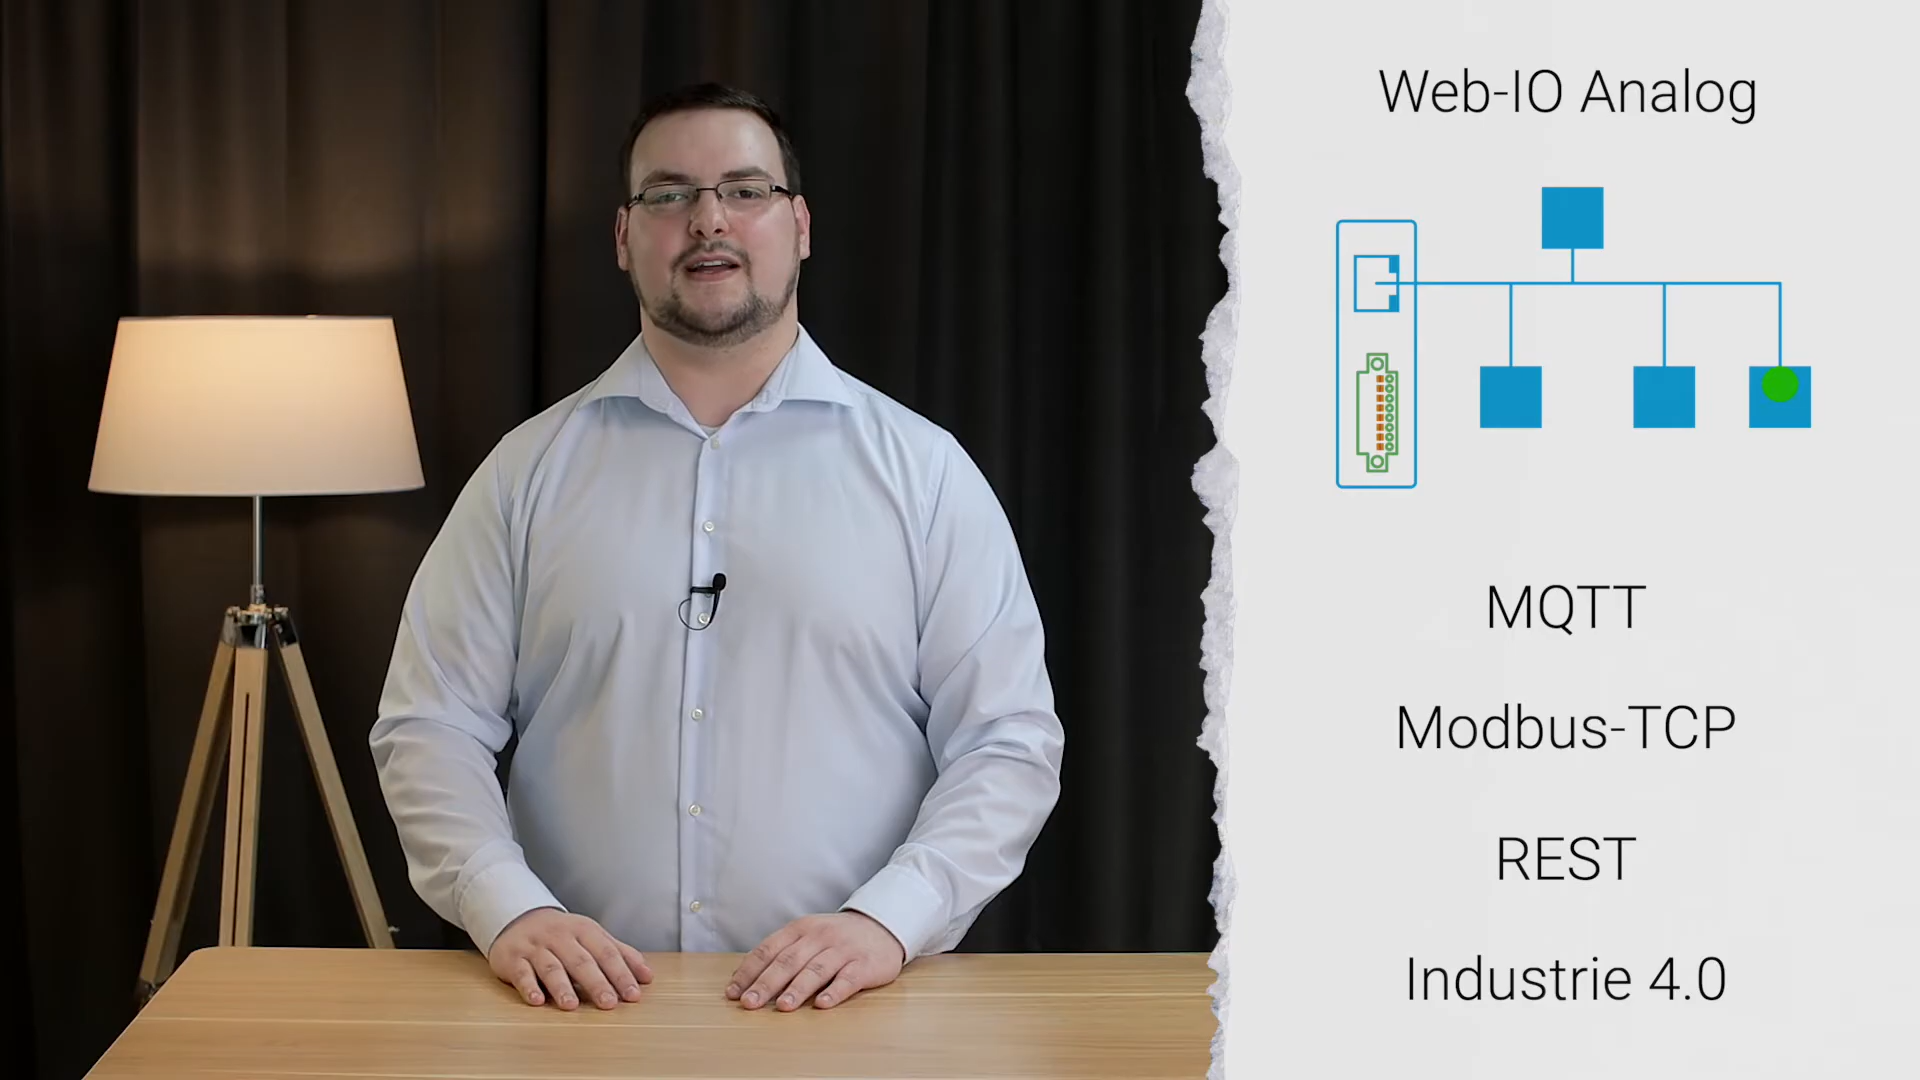 Web-IO Analog
MQTT
Modbus-TCP
REST
Industrie 4.0